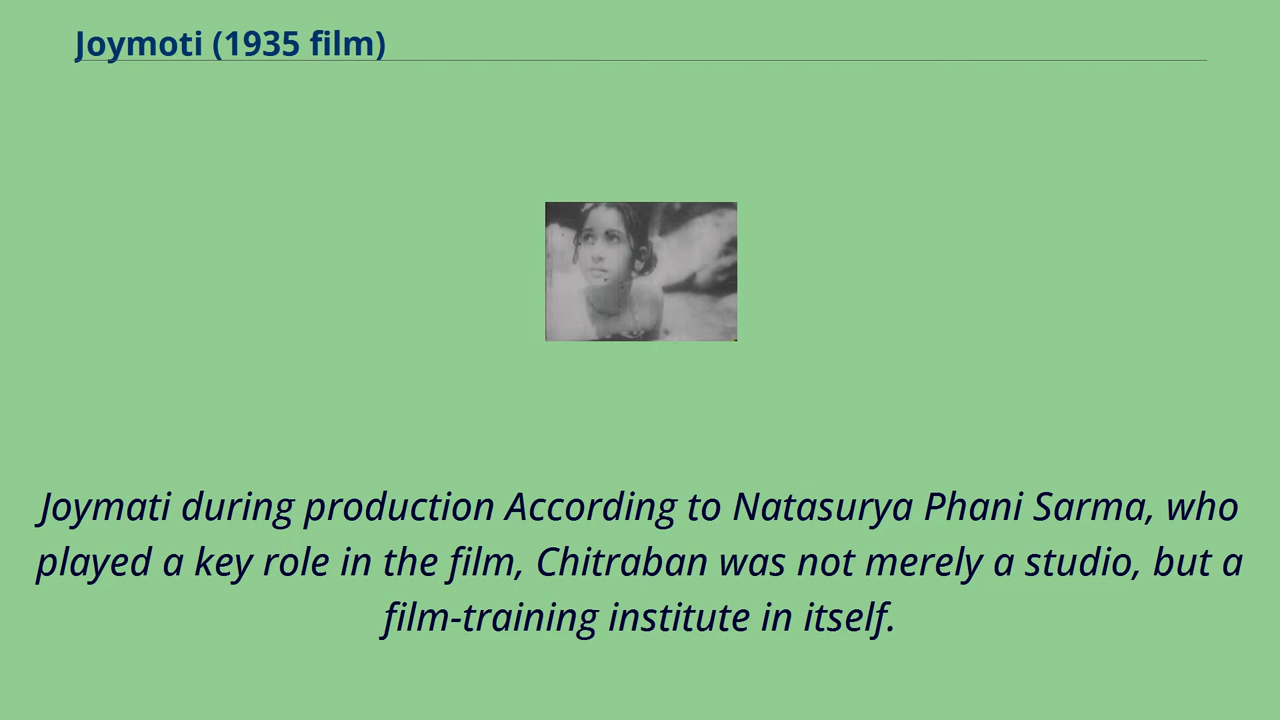 Joymoti (1935 film)
Joymati during production According to Natasurya Phani Sarma, who
played a key role in the film, Chitraban was not merely a studio, but a
film-training institute in itself.